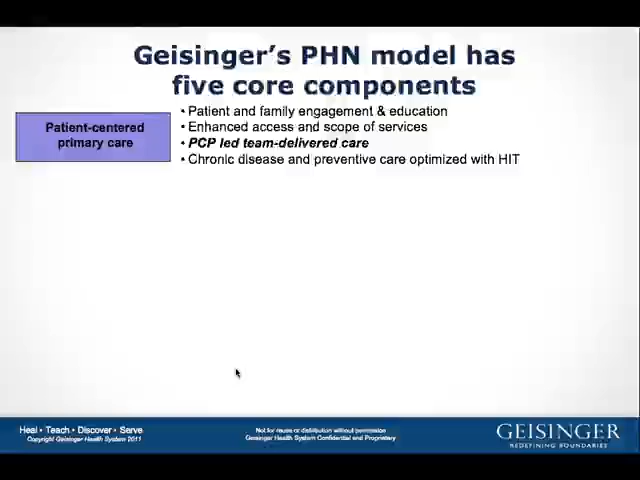 Geisinger's PHN model has
five core components
Patient-centered
primary care
• Patient and family engagement & education
• Enhanced access and scope of services
• PCP led team-delivered care
• Chronic disease and preventive care optimized with HIT
Heal • Teach • Discover • Serve
Copyright Geisinger Health System 2011
Not for reuse or distribution without permission
Geisinger Health System Confidential and Proprietary
GEISINGER
REDEFINING BOUNDARIES